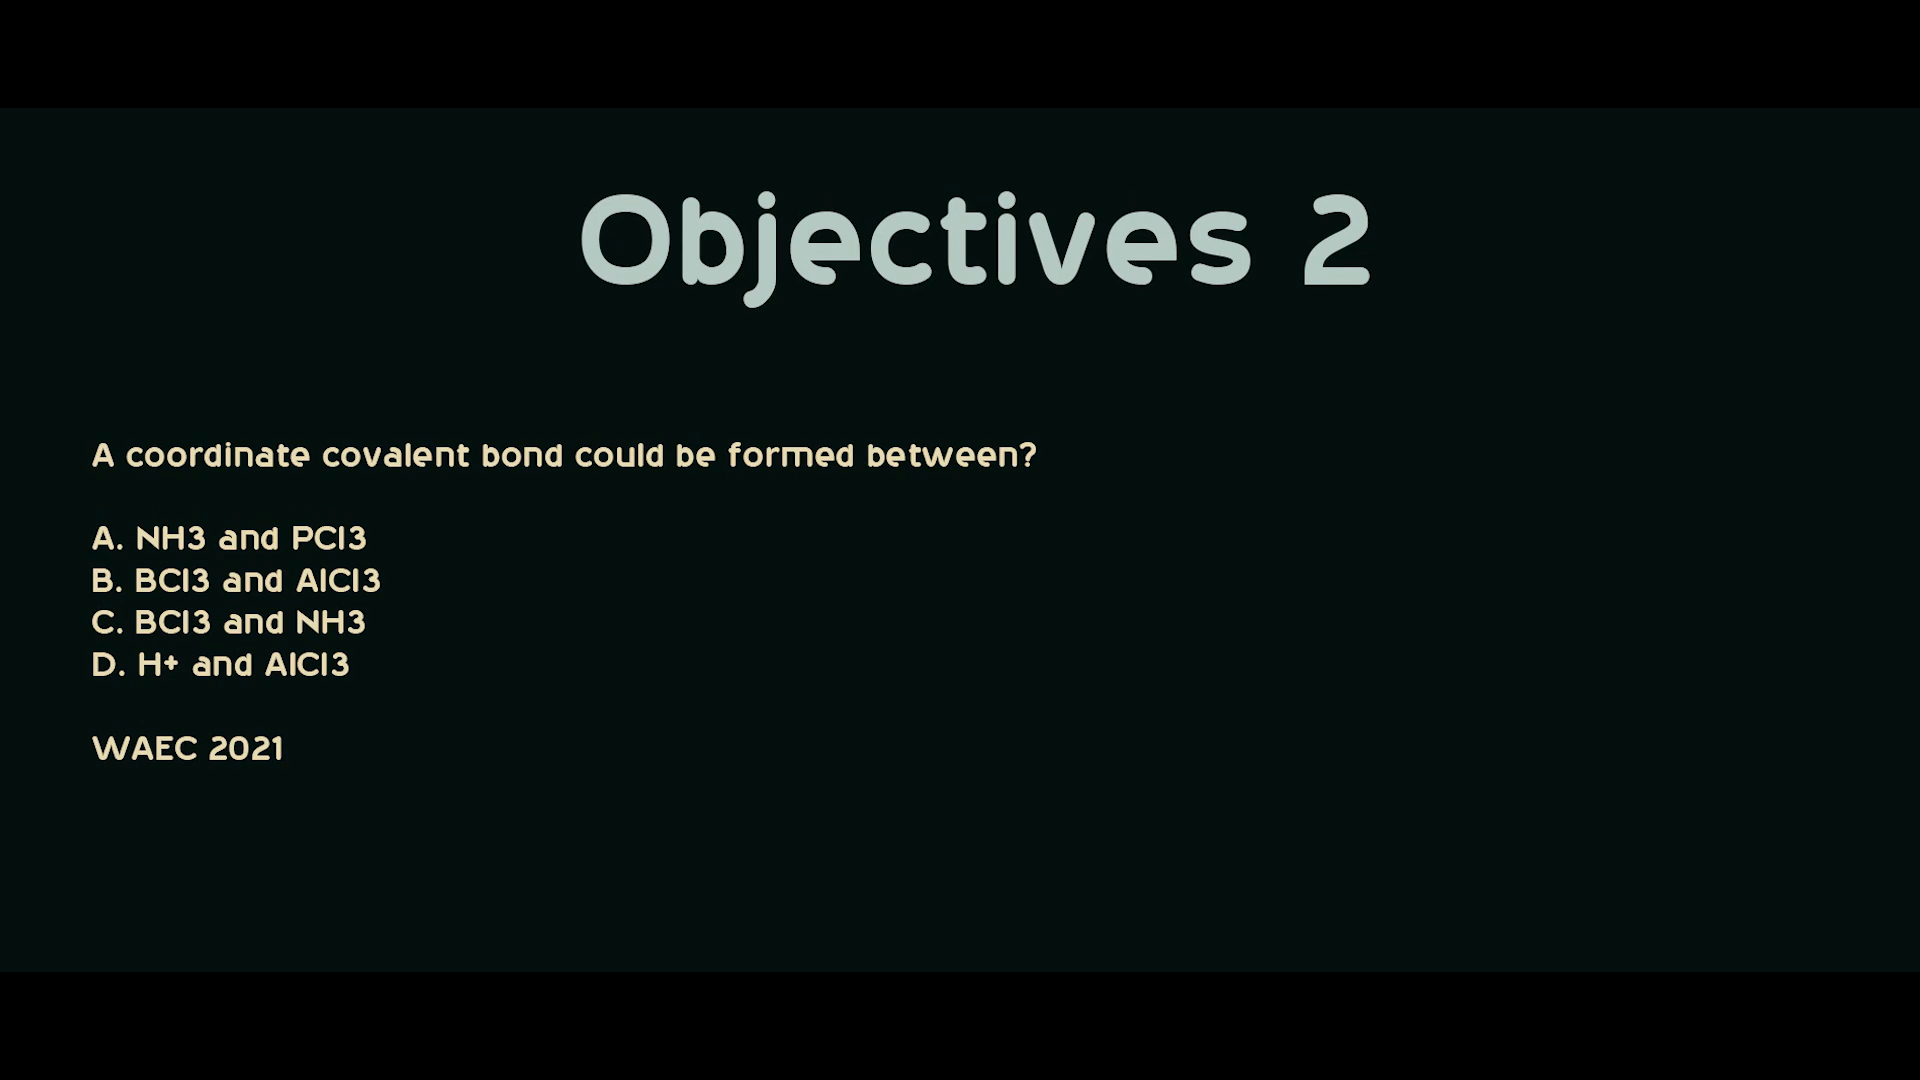 Objectives 2
A coordinate covalent bond could be formed between?
A. NH3 and PCl3
B. BCl3 and AlCl3
C. BCl3 and NH3
D. H+ and AlCl3
WAEC 2021